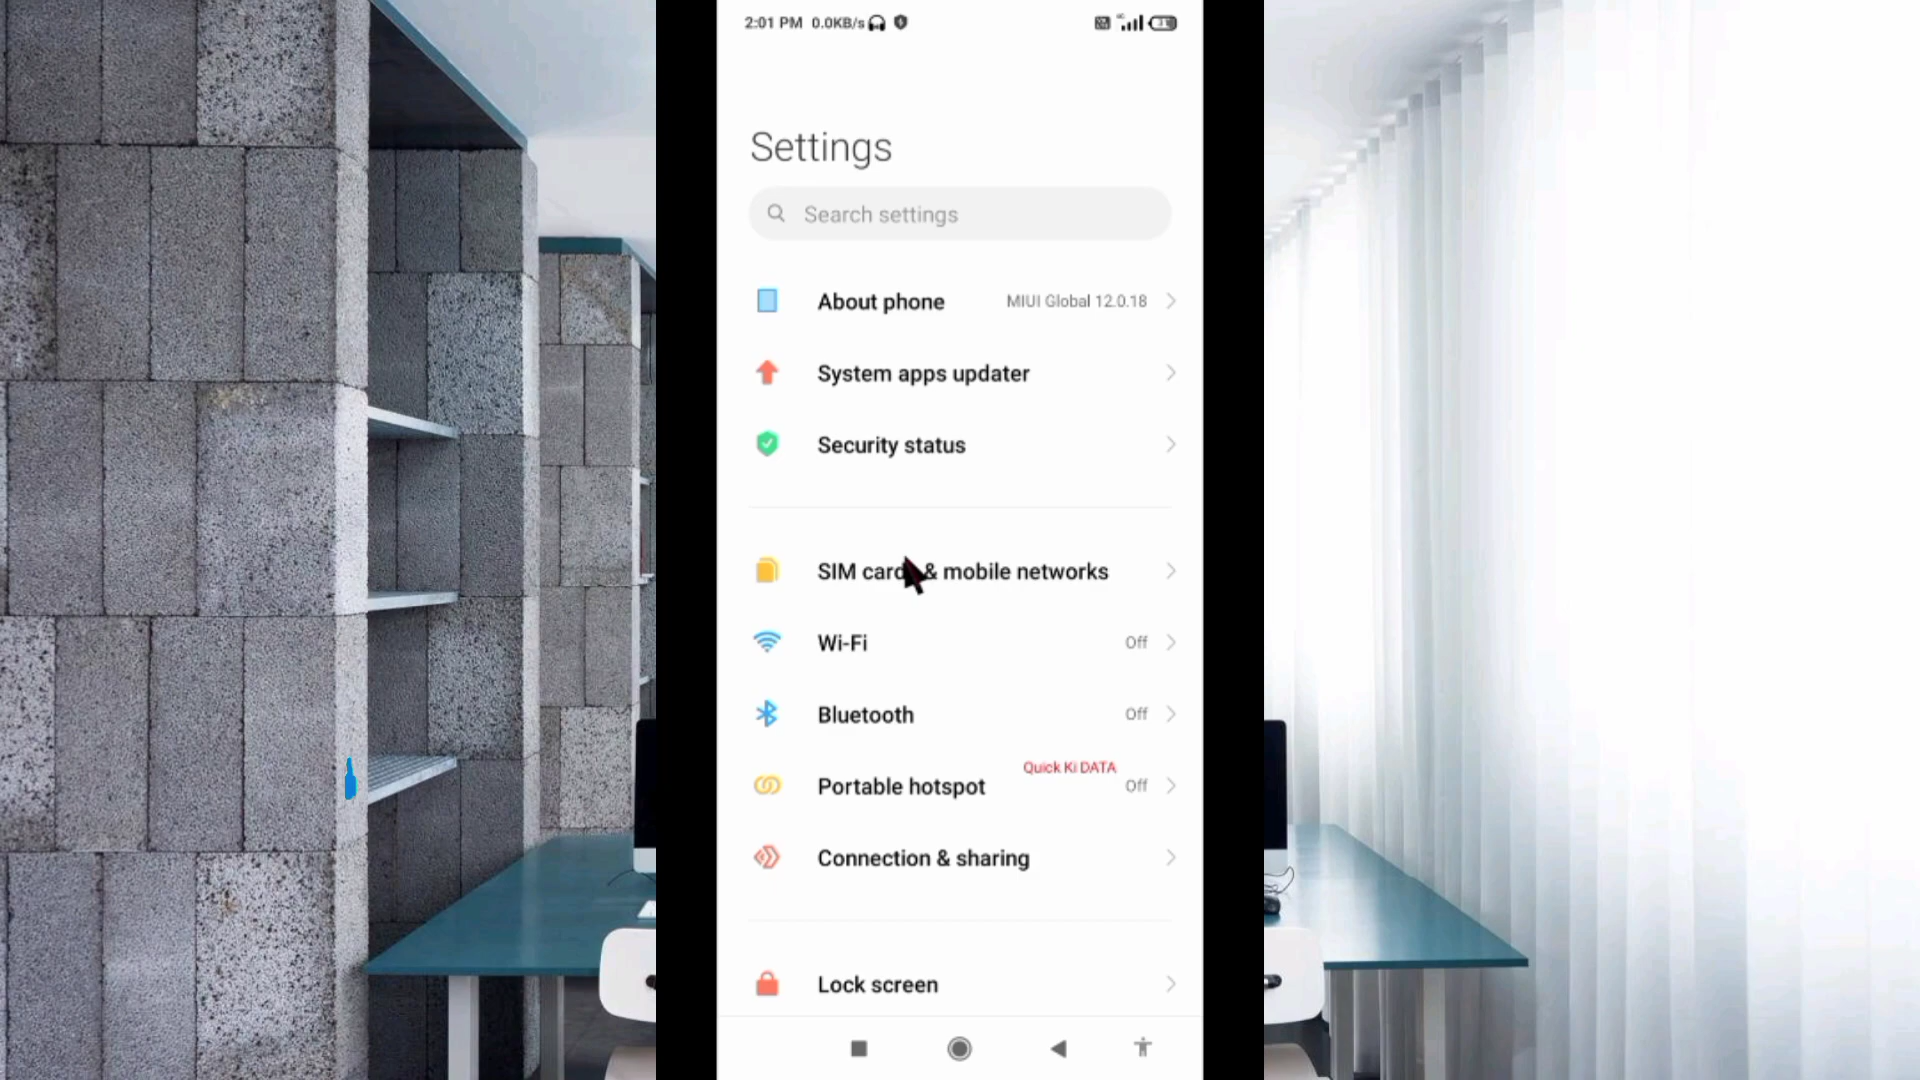 2:01 PM 0.0KB/s
Settings
Search settings
About phone MIUI Global 12.0.18
System apps updater
Security status
SIM cards & mobile networks
Wi-Fi Off
Bluetooth Off
Quick Ki DATA
Portable hotspot Off
Connection & sharing
Lock screen